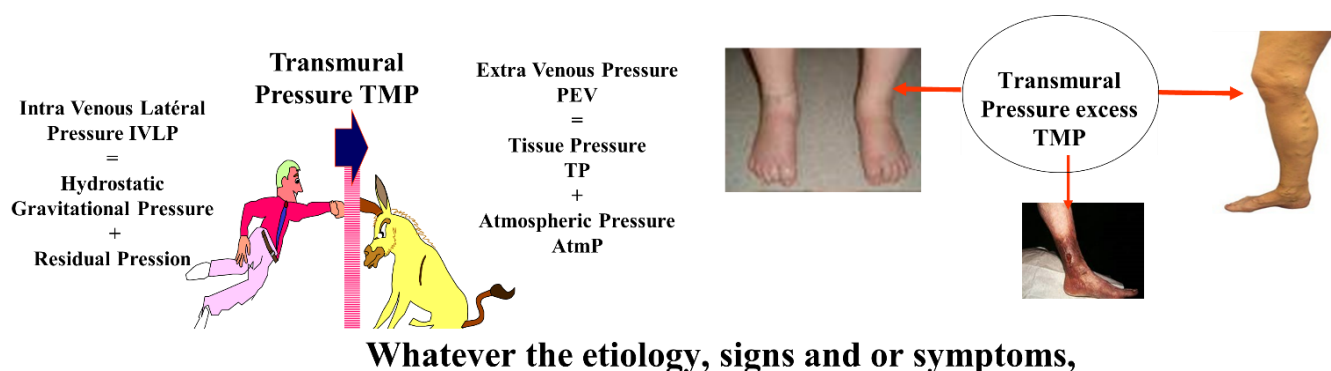 Transmural
Pressure TMP
Intra Venous Latéral
Pressure IVLP
=
Hydrostatic
Gravitational Pressure
+
Residual Pression
Extra Venous Pressure
PEV
=
Tissue Pressure
TP
+
Atmospheric Pressure
AtmP
Transmural
Pressure excess
TMP
Whatever the etiology, signs and or symptoms,